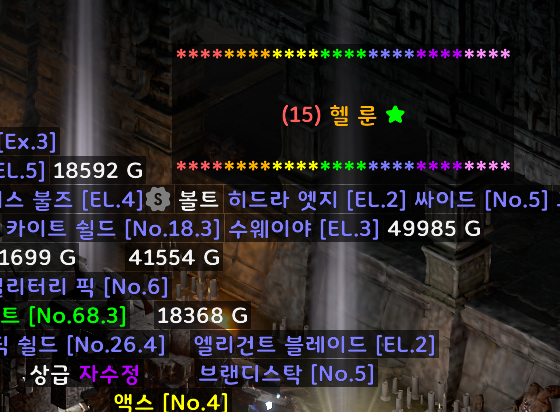 ************************************
(15) 헬 룬
************************************
[Ex.3]
EL.5] 18592 G
스 불즈 [EL.4] S 볼트 히드라 엣지 [EL.2] 싸이드 [No.5]
카이트 쉴드 [No.18.3] 수웨이야 [EL.3] 49985 G
1699 G 41554 G
리터리 픽 [No.6]
트 [No.68.3] 18368 G
쉴드 [No.26.4] 엘리건트 블레이드 [EL.2]
상급 자수정 브랜디스탁 [No.5]
액스 [No.4]